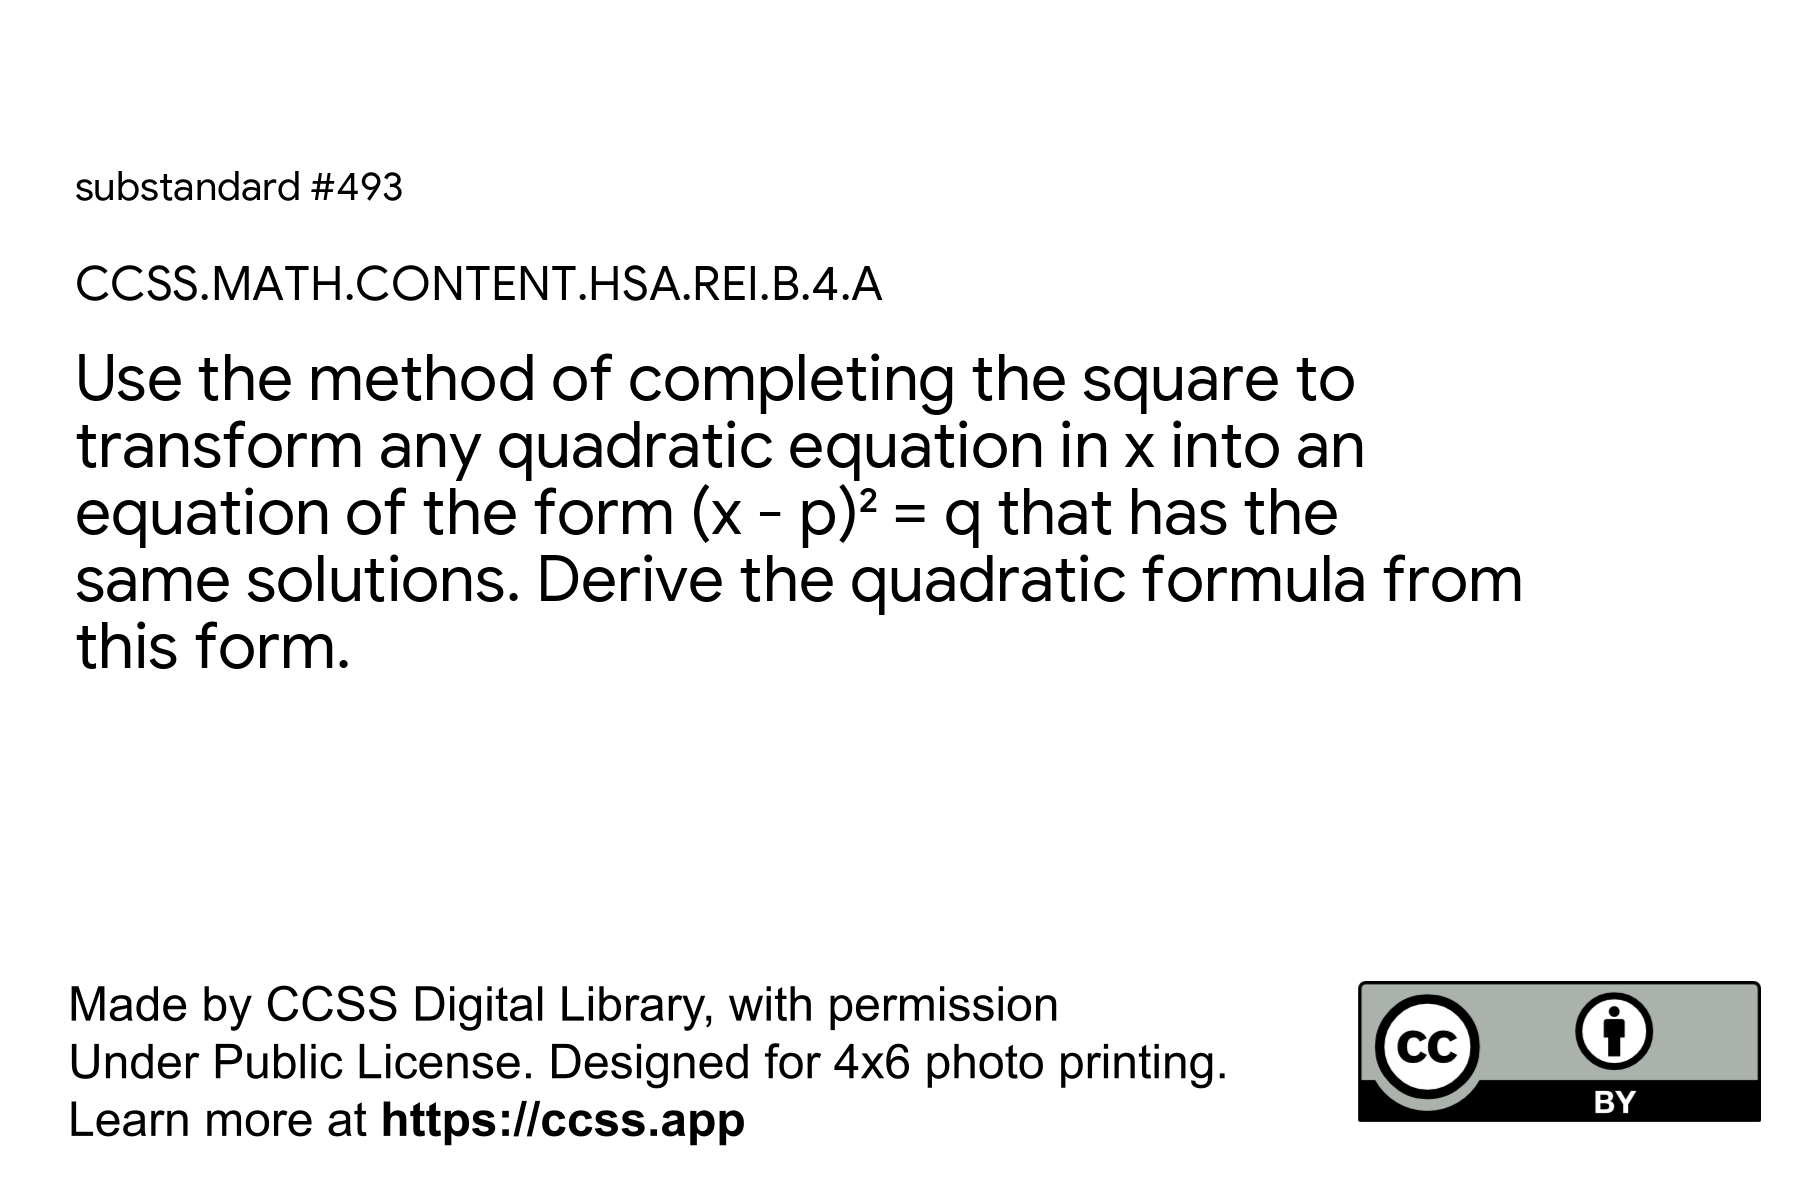 substandard #493
CCSS.MATH.CONTENT.HSA.REI.B.4.A
Use the method of completing the square to
transform any quadratic equation in x into an
equation of the form (x - p)² = q that has the
same solutions. Derive the quadratic formula from
this form.
Made by CCSS Digital Library, with permission
Under Public License. Designed for 4x6 photo printing.
Learn more at https://ccss.app
cc
BY